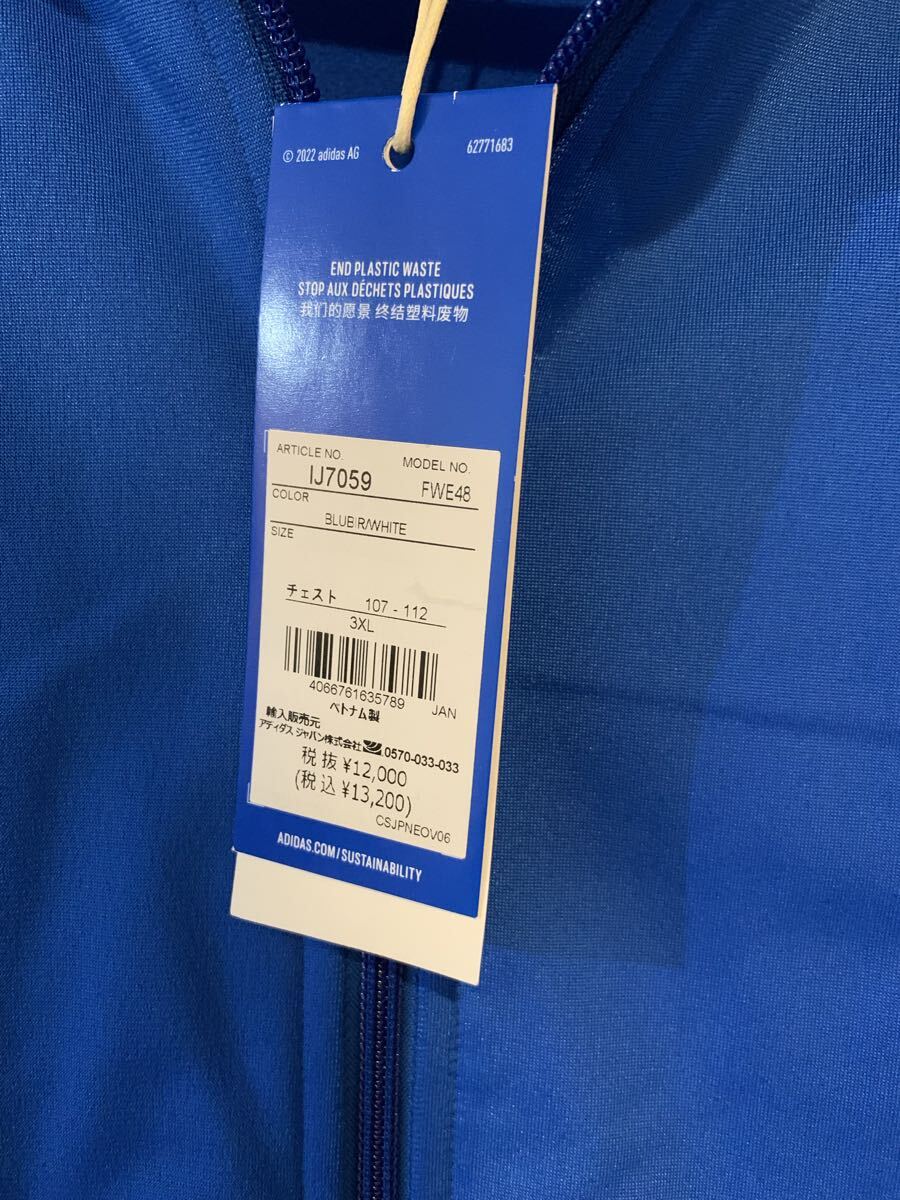 © 2022 adidas AG 62771683
END PLASTIC WASTE
STOP AUX DÉCHETS PLASTIQUES
我们的愿景 终结塑料废物
ARTICLE NO. MODEL NO.
IJ7059 FWE48
COLOR
BLUBIR/WHITE
SIZE
チェスト 107 - 112
3XL
4066761635789 JAN
ベトナム製
輸入販売元
アディダス ジャパン株式会社 0570-033-033
税抜 ¥12,000
(税込 ¥13,200)
CSJPNEOV06
ADIDAS.COM/SUSTAINABILITY